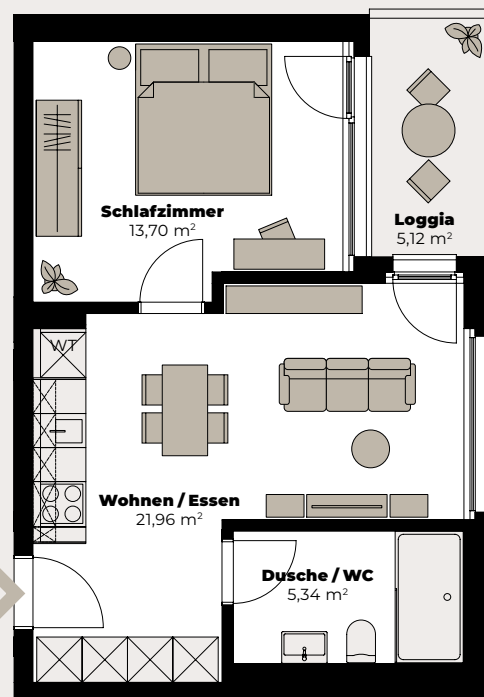 Schlafzimmer
13,70 m²
Loggia
5,12 m²
WT
Wohnen / Essen
21,96 m²
Dusche / WC
5,34 m²